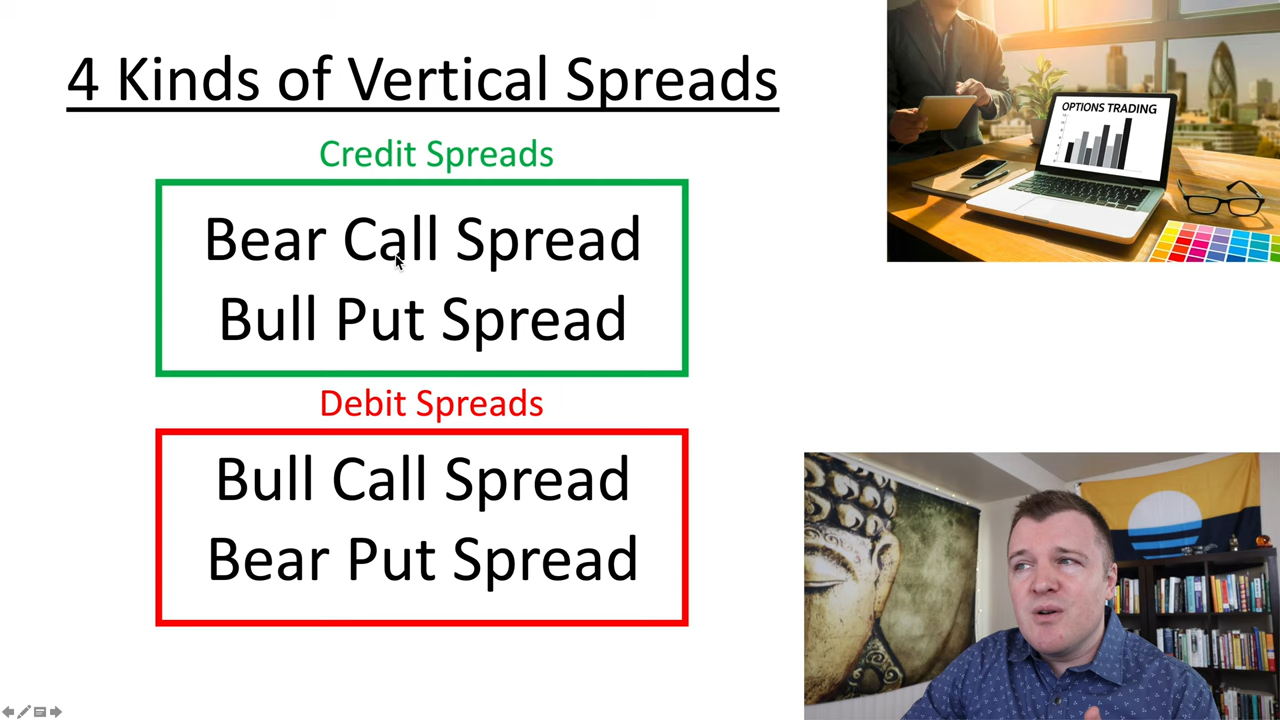 4 Kinds of Vertical Spreads
Credit Spreads
Bear Call Spread
Bull Put Spread
Debit Spreads
Bull Call Spread
Bear Put Spread
OPTIONS TRADING